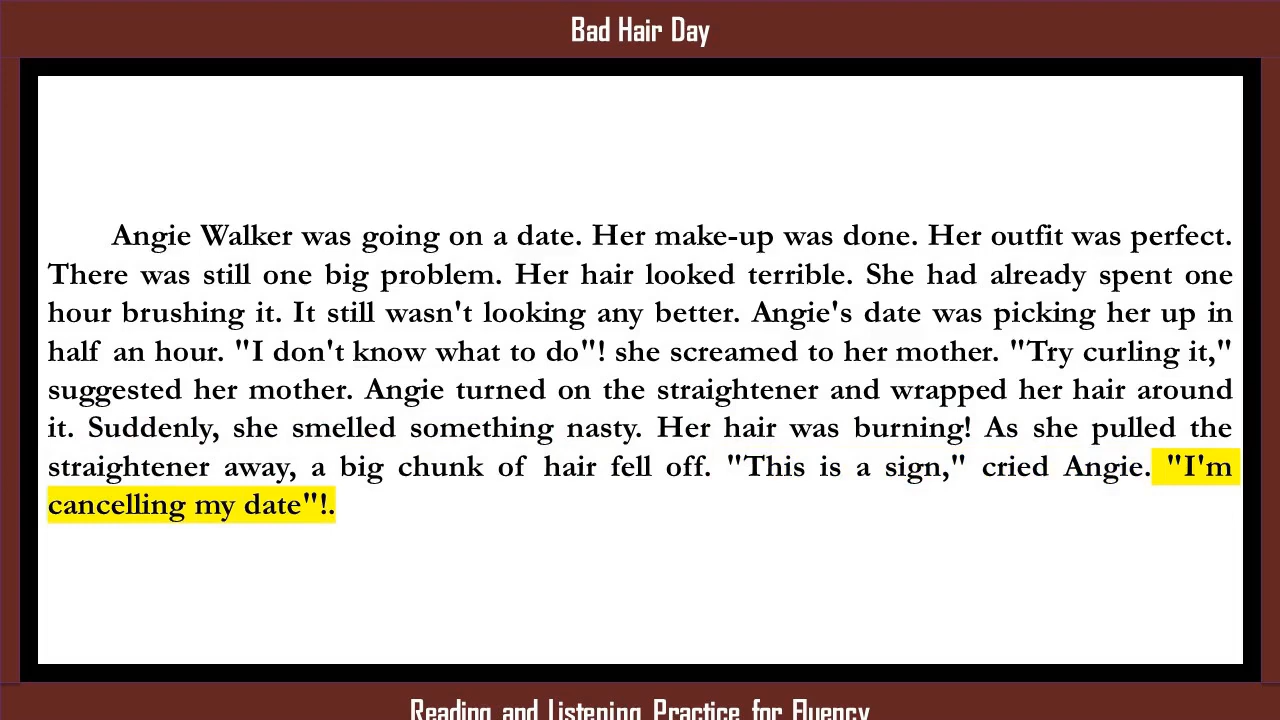 Bad Hair Day
Angie Walker was going on a date. Her make-up was done. Her outfit was perfect.
There was still one big problem. Her hair looked terrible. She had already spent one
hour brushing it. It still wasn't looking any better. Angie's date was picking her up in
half an hour. "I don't know what to do"! she screamed to her mother. "Try curling it,"
suggested her mother. Angie turned on the straightener and wrapped her hair around
it. Suddenly, she smelled something nasty. Her hair was burning! As she pulled the
straightener away, a big chunk of hair fell off. "This is a sign," cried Angie. "I'm
cancelling my date"!.
Reading and Listening Practice for Fluency